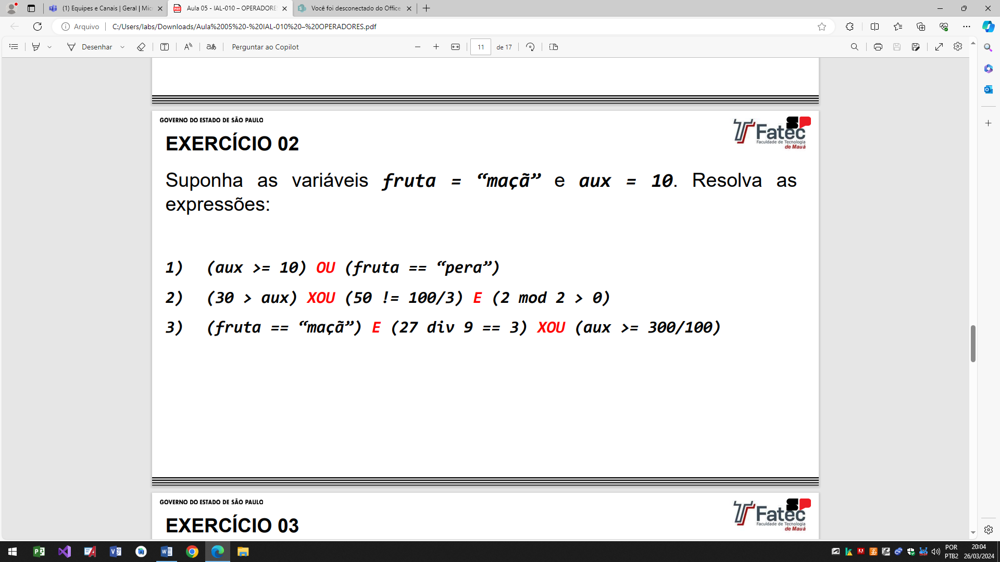 (1) Equipes e Canais | Geral | Mic
Aula 05 - IAL-010 – OPERADORE
Você foi desconectado do Office
Arquivo
C:/Users/labs/Downloads/Aula%2005%20-%20IAL-010%20–%20OPERADORES.pdf
Desenhar
Perguntar ao Copilot
11 de 17
GOVERNO DO ESTADO DE SÃO PAULO
Fatec
Faculdade de Tecnologia
de Mauá
EXERCÍCIO 02
Suponha as variáveis fruta = “maçã” e aux = 10. Resolva as
expressões:
1) (aux >= 10) OU (fruta == “pera”)
2) (30 > aux) XOU (50 != 100/3) E (2 mod 2 > 0)
3) (fruta == “maçã”) E (27 div 9 == 3) XOU (aux >= 300/100)
GOVERNO DO ESTADO DE SÃO PAULO
Fatec
Faculdade de Tecnologia
de Mauá
EXERCÍCIO 03
POR
PTB2
20:04
26/03/2024